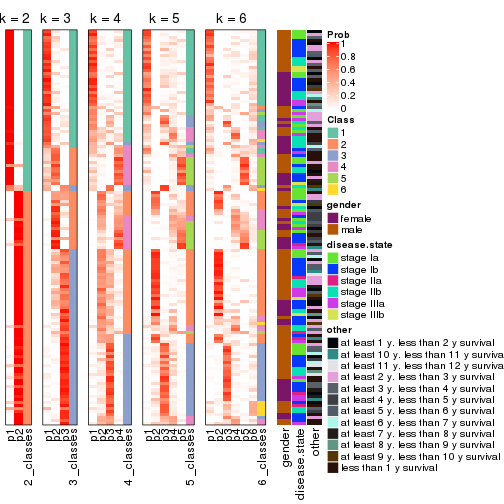 k = 2 k = 3 k = 4 k = 5 k = 6
Prob
1
0.8
0.6
0.4
0.2
0
Class
1
2
3
4
5
6
gender
female
male
disease.state
stage Ia
stage Ib
stage IIa
stage IIb
stage IIIa
stage IIIb
other
at least 1 y. less than 2 y survival
at least 10 y. less than 11 y survival
at least 11 y. less than 12 y survival
at least 2 y. less than 3 y survival
at least 3 y. less than 4 y survival
at least 4 y. less than 5 y survival
at least 5 y. less than 6 y survival
at least 6 y. less than 7 y survival
at least 7 y. less than 8 y survival
at least 8 y. less than 9 y survival
at least 9 y. less than 10 y survival
less than 1 y survival
p1 p2 2_classes
p1 p2 p3 3_classes
p1 p2 p3 p4 4_classes
p1 p2 p3 p4 p5 5_classes
p1 p2 p3 p4 p5 p6 6_classes
gender
disease.state
other